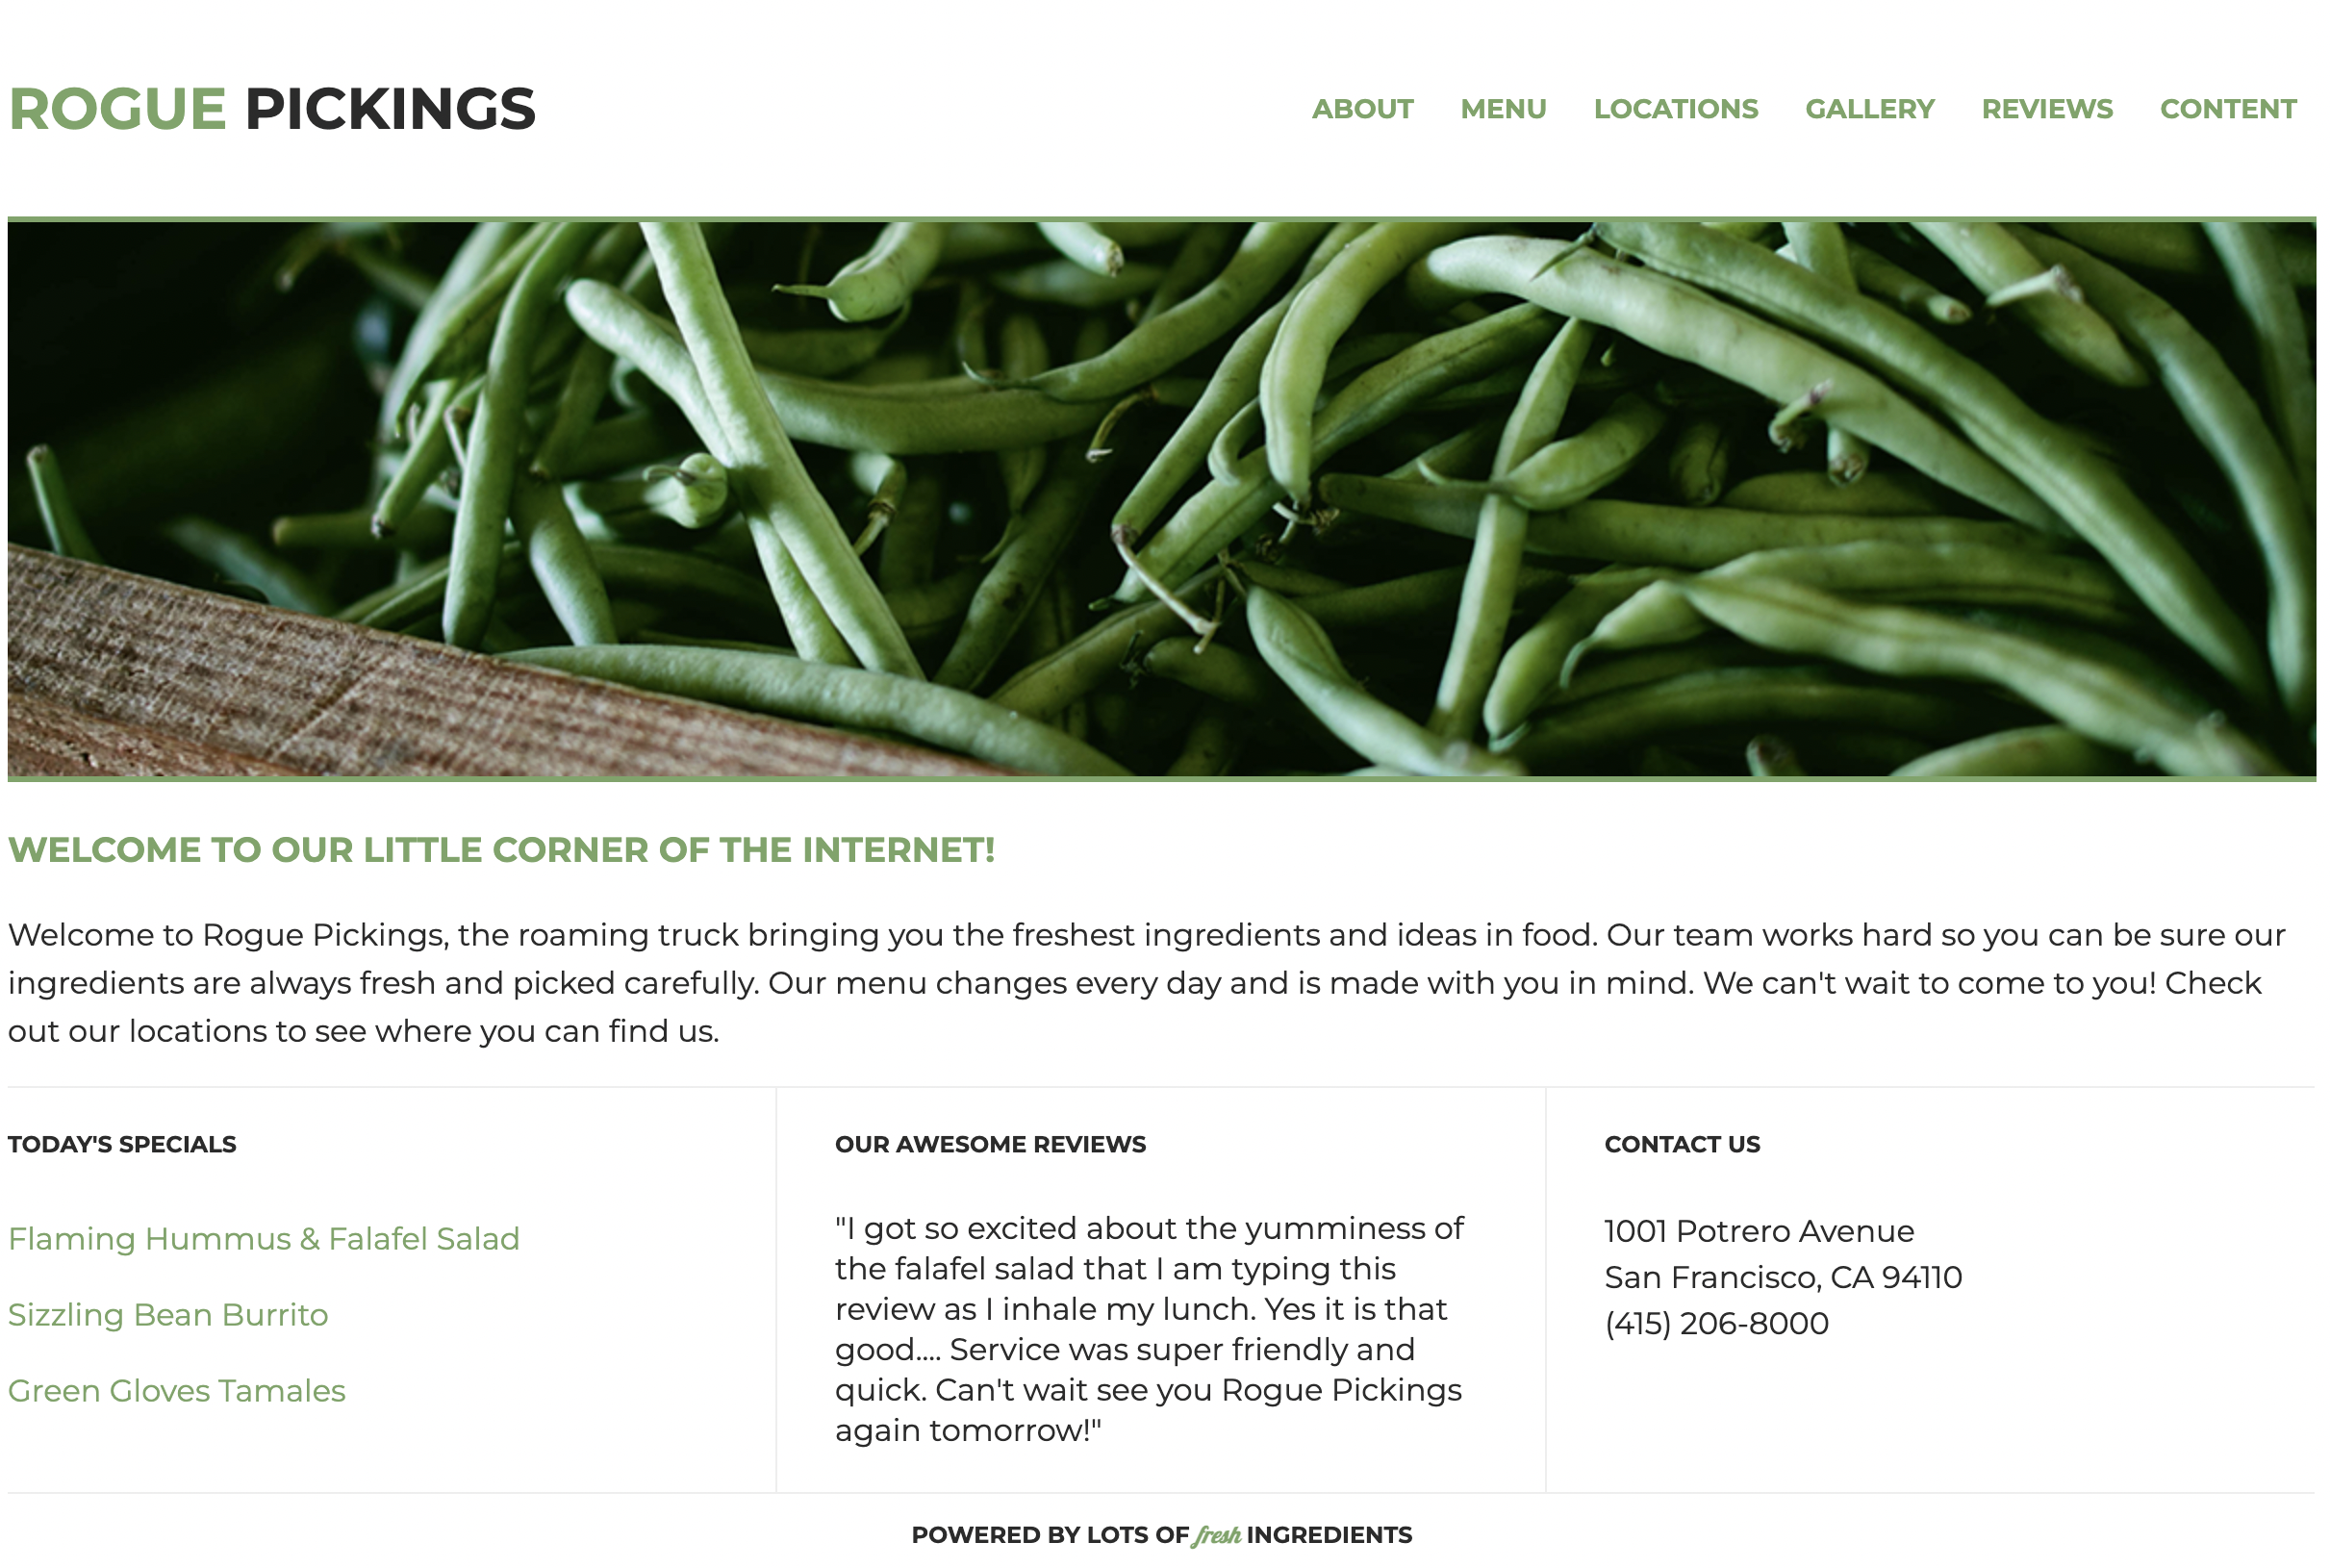 ROGUE PICKINGS
ABOUT MENU LOCATIONS GALLERY REVIEWS CONTENT
WELCOME TO OUR LITTLE CORNER OF THE INTERNET!
Welcome to Rogue Pickings, the roaming truck bringing you the freshest ingredients and ideas in food. Our team works hard so you can be sure our
ingredients are always fresh and picked carefully. Our menu changes every day and is made with you in mind. We can't wait to come to you! Check
out our locations to see where you can find us.
TODAY'S SPECIALS
Flaming Hummus & Falafel Salad
Sizzling Bean Burrito
Green Gloves Tamales
OUR AWESOME REVIEWS
"I got so excited about the yumminess of
the falafel salad that I am typing this
review as I inhale my lunch. Yes it is that
good.... Service was super friendly and
quick. Can't wait see you Rogue Pickings
again tomorrow!"
CONTACT US
1001 Potrero Avenue
San Francisco, CA 94110
(415) 206-8000
POWERED BY LOTS OF fresh INGREDIENTS